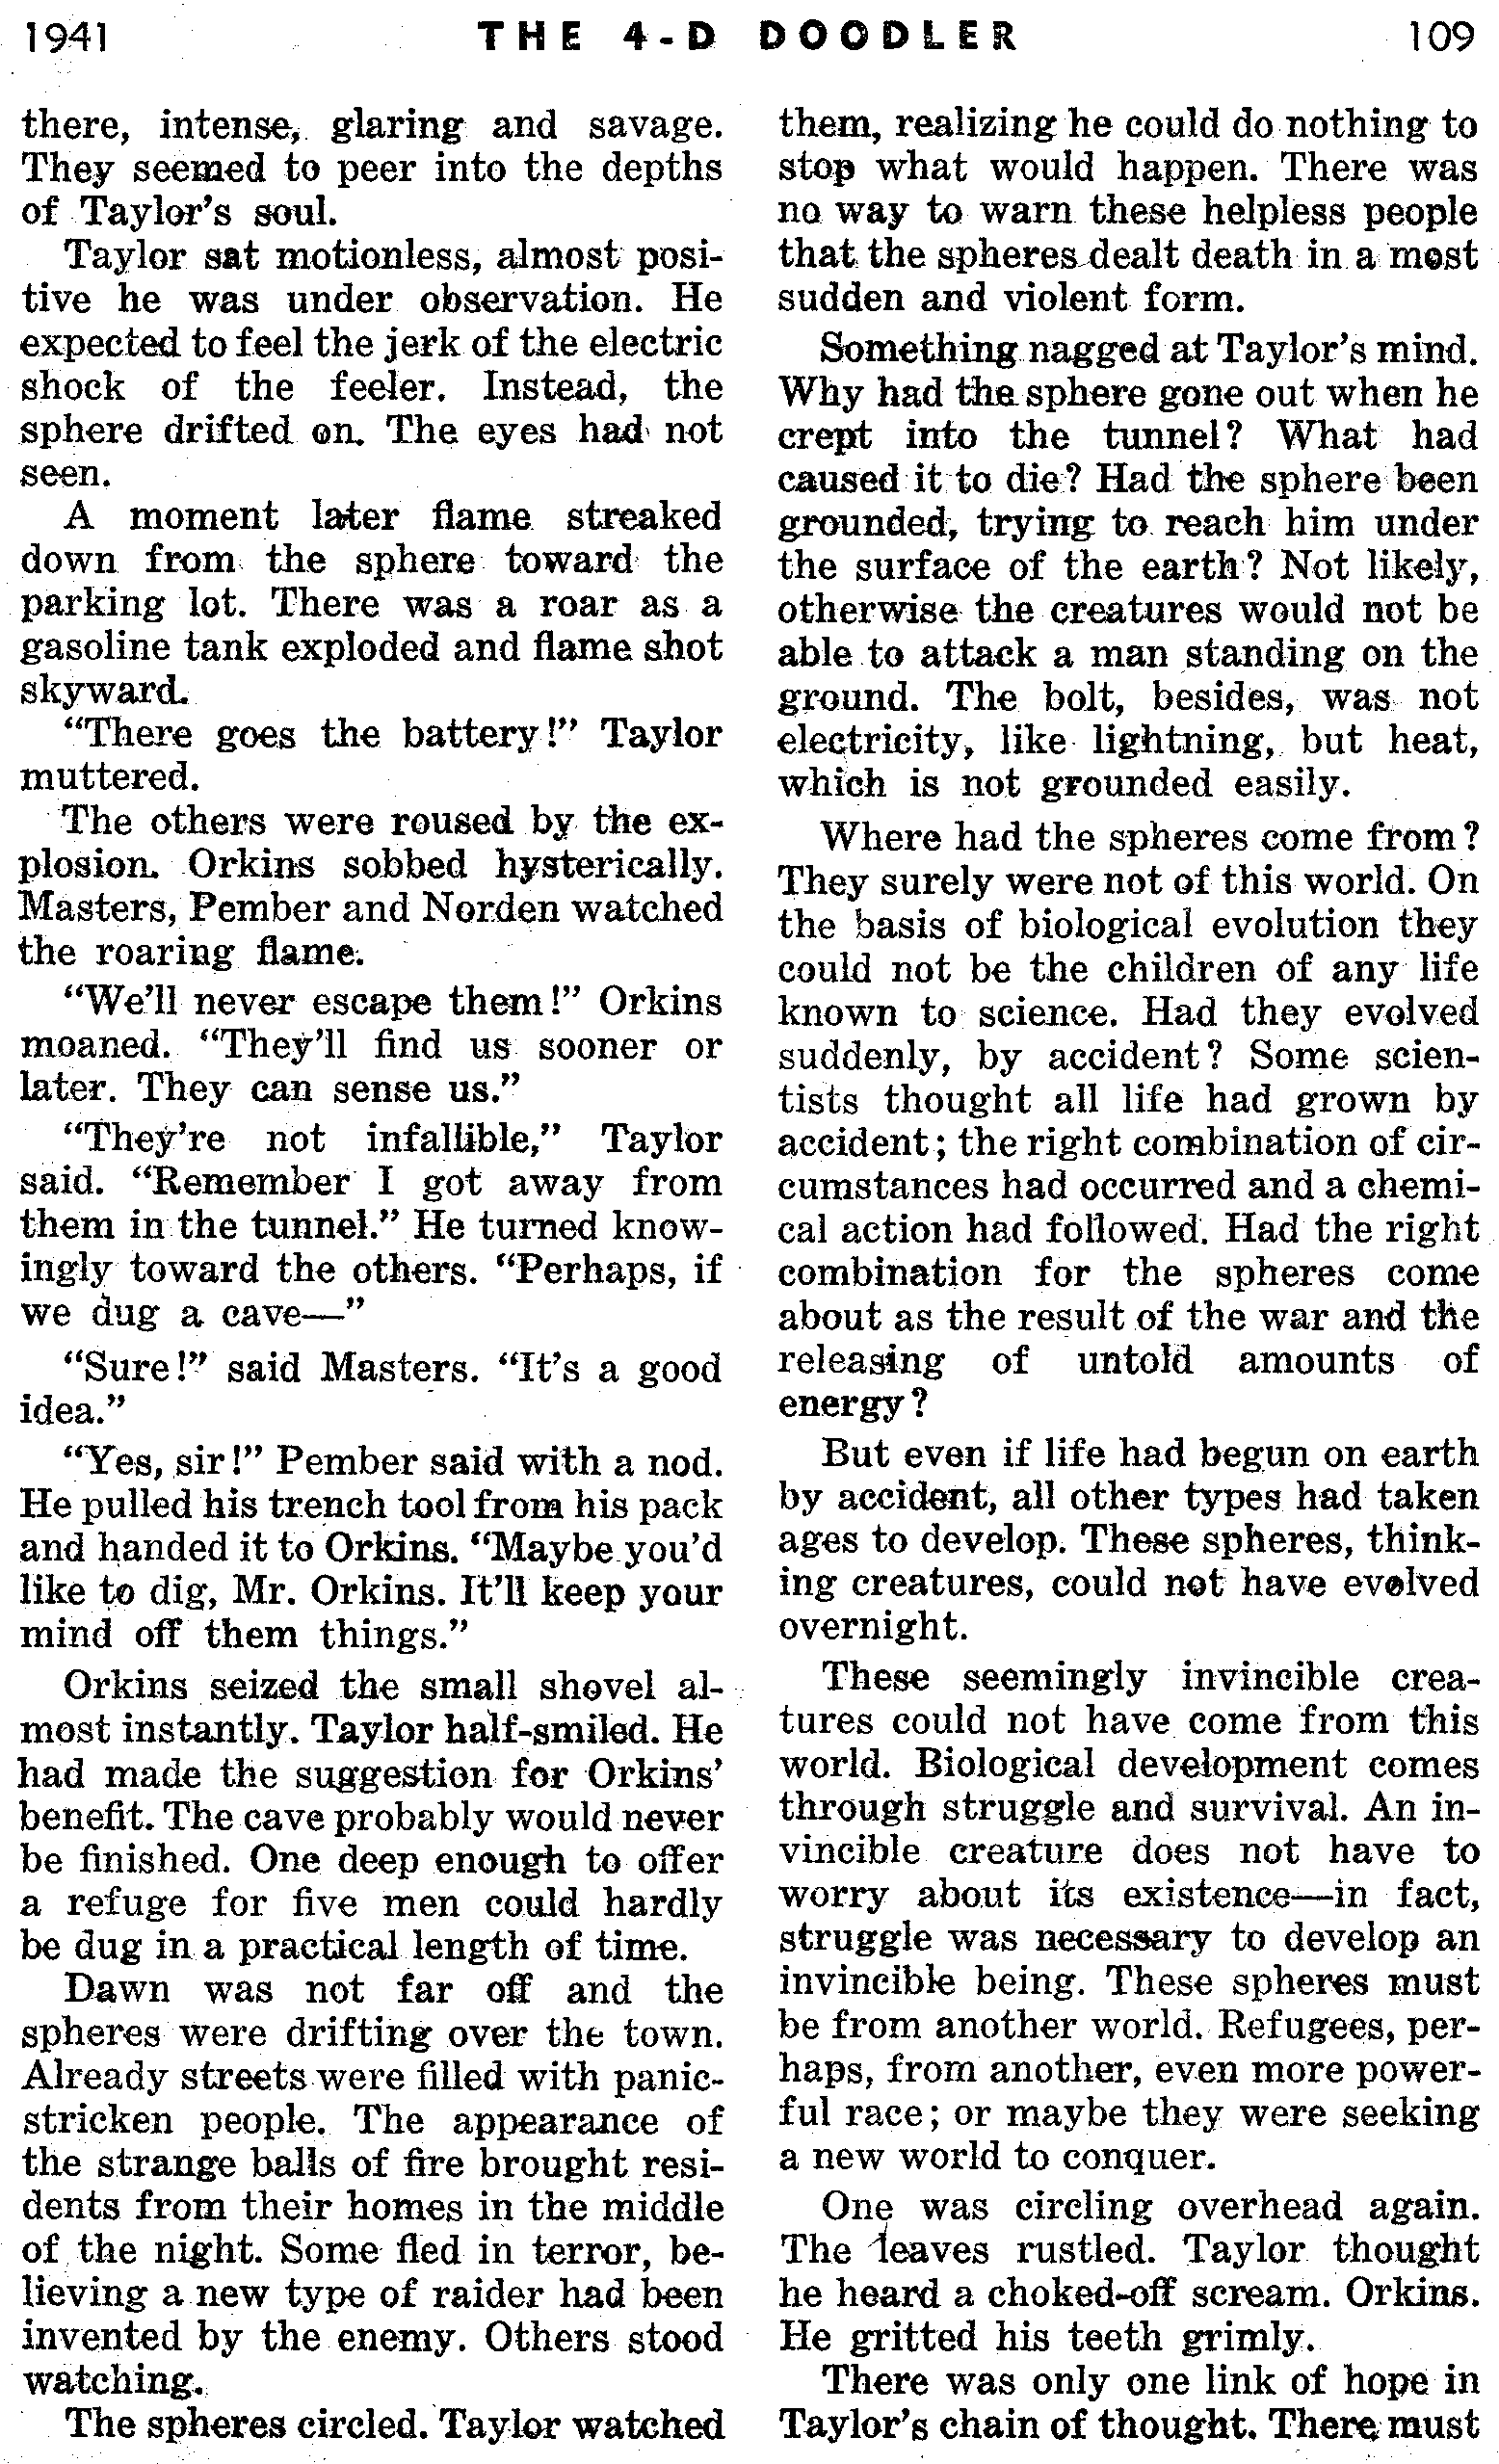 1941 THE 4-D DOODLER 109
there, intense, glaring and savage.
They seemed to peer into the depths
of Taylor's soul.
Taylor sat motionless, almost posi-
tive he was under observation. He
expected to feel the jerk of the electric
shock of the feeler. Instead, the
sphere drifted on. The eyes had not
seen.
A moment later flame streaked
down from the sphere toward the
parking lot. There was a roar as a
gasoline tank exploded and flame shot
skyward.
"There goes the battery!" Taylor
muttered.
The others were roused by the ex-
plosion. Orkins sobbed hysterically.
Masters, Pember and Norden watched
the roaring flame.
"We'll never escape them!" Orkins
moaned. "They'll find us sooner or
later. They can sense us."
"They're not infallible," Taylor
said. "Remember I got away from
them in the tunnel." He turned know-
ingly toward the others. "Perhaps, if
we dug a cave—"
"Sure!" said Masters. "It's a good
idea."
"Yes, sir!" Pember said with a nod.
He pulled his trench tool from his pack
and handed it to Orkins. "Maybe you'd
like to dig, Mr. Orkins. It'll keep your
mind off them things."
Orkins seized the small shovel al-
most instantly. Taylor half-smiled. He
had made the suggestion for Orkins'
benefit. The cave probably would never
be finished. One deep enough to offer
a refuge for five men could hardly
be dug in a practical length of time.
Dawn was not far off and the
spheres were drifting over the town.
Already streets were filled with panic-
stricken people. The appearance of
the strange balls of fire brought resi-
dents from their homes in the middle
of the night. Some fled in terror, be-
lieving a new type of raider had been
invented by the enemy. Others stood
watching.
The spheres circled. Taylor watched
them, realizing he could do nothing to
stop what would happen. There was
no way to warn these helpless people
that the spheres dealt death in a most
sudden and violent form.
Something nagged at Taylor's mind.
Why had the sphere gone out when he
crept into the tunnel? What had
caused it to die? Had the sphere been
grounded, trying to reach him under
the surface of the earth? Not likely,
otherwise the creatures would not be
able to attack a man standing on the
ground. The bolt, besides, was not
electricity, like lightning, but heat,
which is not grounded easily.
Where had the spheres come from?
They surely were not of this world. On
the basis of biological evolution they
could not be the children of any life
known to science. Had they evolved
suddenly, by accident? Some scien-
tists thought all life had grown by
accident; the right combination of cir-
cumstances had occurred and a chemi-
cal action had followed. Had the right
combination for the spheres come
about as the result of the war and the
releasing of untold amounts of
energy?
But even if life had begun on earth
by accident, all other types had taken
ages to develop. These spheres, think-
ing creatures, could not have evolved
overnight.
These seemingly invincible crea-
tures could not have come from this
world. Biological development comes
through struggle and survival. An in-
vincible creature does not have to
worry about its existence—in fact,
struggle was necessary to develop an
invincible being. These spheres must
be from another world. Refugees, per-
haps, from another, even more power-
ful race; or maybe they were seeking
a new world to conquer.
One was circling overhead again.
The leaves rustled. Taylor thought
he heard a choked-off scream. Orkins.
He gritted his teeth grimly.
There was only one link of hope in
Taylor's chain of thought. There must